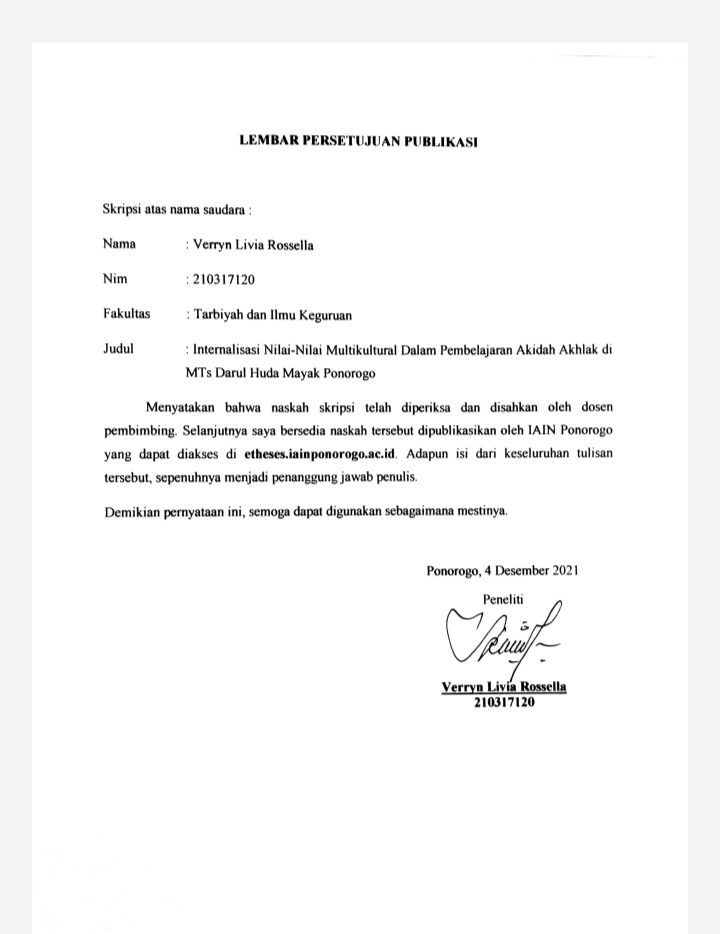 LEMBAR PERSETUJUAN PUBLIKASI
Skripsi atas nama saudara :
Nama : Verryn Livia Rossella
Nim : 210317120
Fakultas : Tarbiyah dan Ilmu Keguruan
Judul : Internalisasi Nilai-Nilai Multikultural Dalam Pembelajaran Akidah Akhlak di
MTs Darul Huda Mayak Ponorogo
Menyatakan bahwa naskah skripsi telah diperiksa dan disahkan oleh dosen
pembimbing. Selanjutnya saya bersedia naskah tersebut dipublikasikan oleh IAIN Ponorogo
yang dapat diakses di etheses.iainponorogo.ac.id. Adapun isi dari keseluruhan tulisan
tersebut, sepenuhnya menjadi penanggung jawab penulis.
Demikian pernyataan ini, semoga dapat digunakan sebagaimana mestinya.
Ponorogo, 4 Desember 2021
Peneliti
Verryn Livia Rossella
210317120